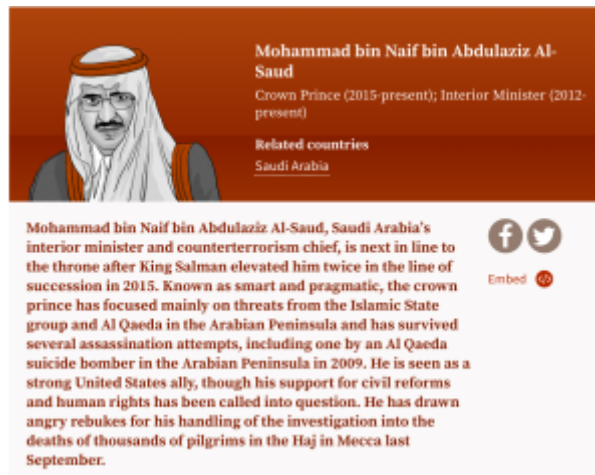 Mohammad bin Naif bin Abdulaziz Al-
Saud
Crown Prince (2015-present); Interior Minister (2012-
present)
Related countries
Saudi Arabia
Mohammad bin Naif bin Abdulaziz Al-Saud, Saudi Arabia's
interior minister and counterterrorism chief, is next in line to
the throne after King Salman elevated him twice in the line of
succession in 2015. Known as smart and pragmatic, the crown
prince has focused mainly on threats from the Islamic State
group and Al Qaeda in the Arabian Peninsula and has survived
several assassination attempts, including one by an Al Qaeda
suicide bomber in the Arabian Peninsula in 2009. He is seen as a
strong United States ally, though his support for civil reforms
and human rights has been called into question. He has drawn
angry rebukes for his handling of the investigation into the
deaths of thousands of pilgrims in the Haj in Mecca last
September.
Embed